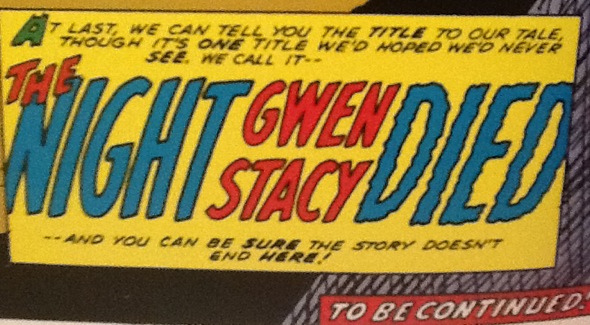 AT LAST, WE CAN TELL YOU THE TITLE TO OUR TALE,
THOUGH IT'S ONE TITLE WE'D HOPED WE'D NEVER
SEE. WE CALL IT--
THE
NIGHT GWEN STACY DIED
--AND YOU CAN BE SURE THE STORY DOESN'T
END HERE!
TO BE CONTINUED!